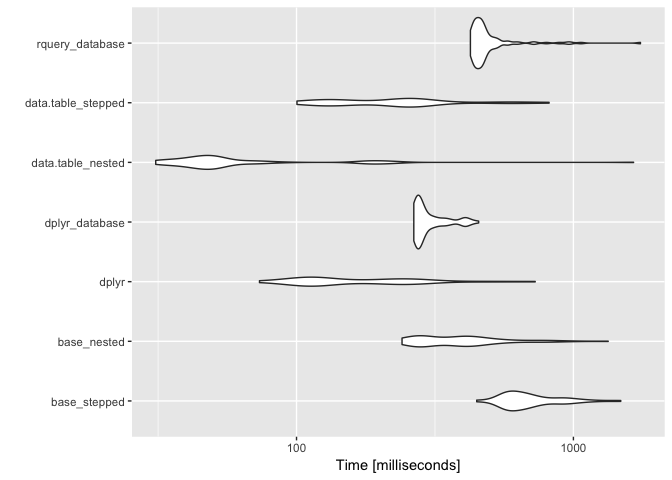 rquery_database
data.table_stepped
data.table_nested
dplyr_database
dplyr
base_nested
base_stepped
100 1000
Time [milliseconds]